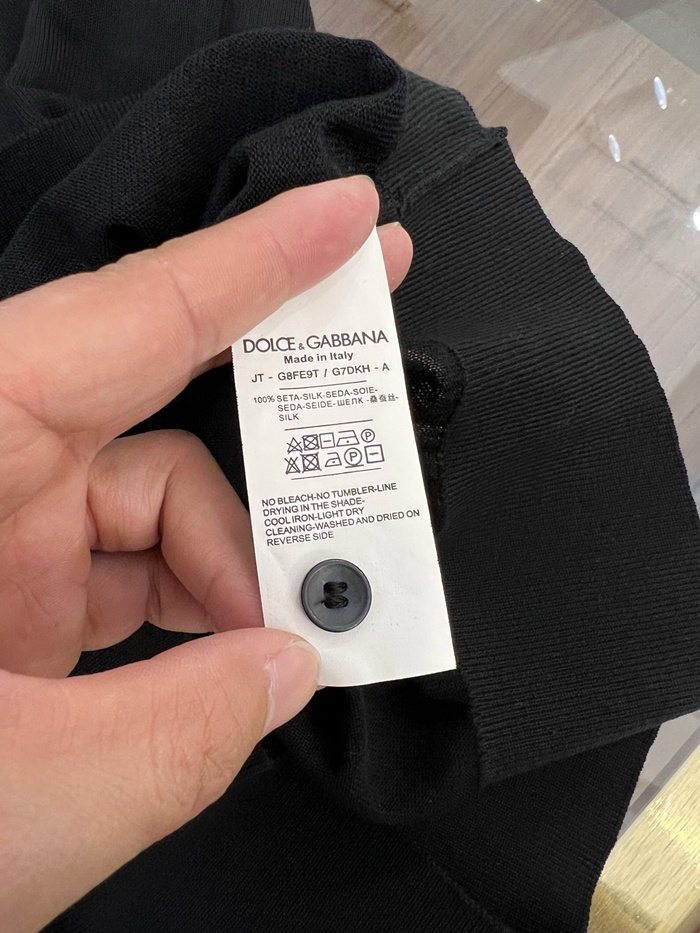 DOLCE & GABBANA
Made in Italy
JT - G8FE9T / G7DKH - A
100% SETA-SILK-SEDA-SOIE-
SEDA-SEIDE-ШЕЛК -桑蚕丝-
SILK
P
P
NO BLEACH-NO TUMBLER-LINE
DRYING IN THE SHADE-
COOL IRON-LIGHT DRY
CLEANING-WASHED AND DRIED ON
REVERSE SIDE